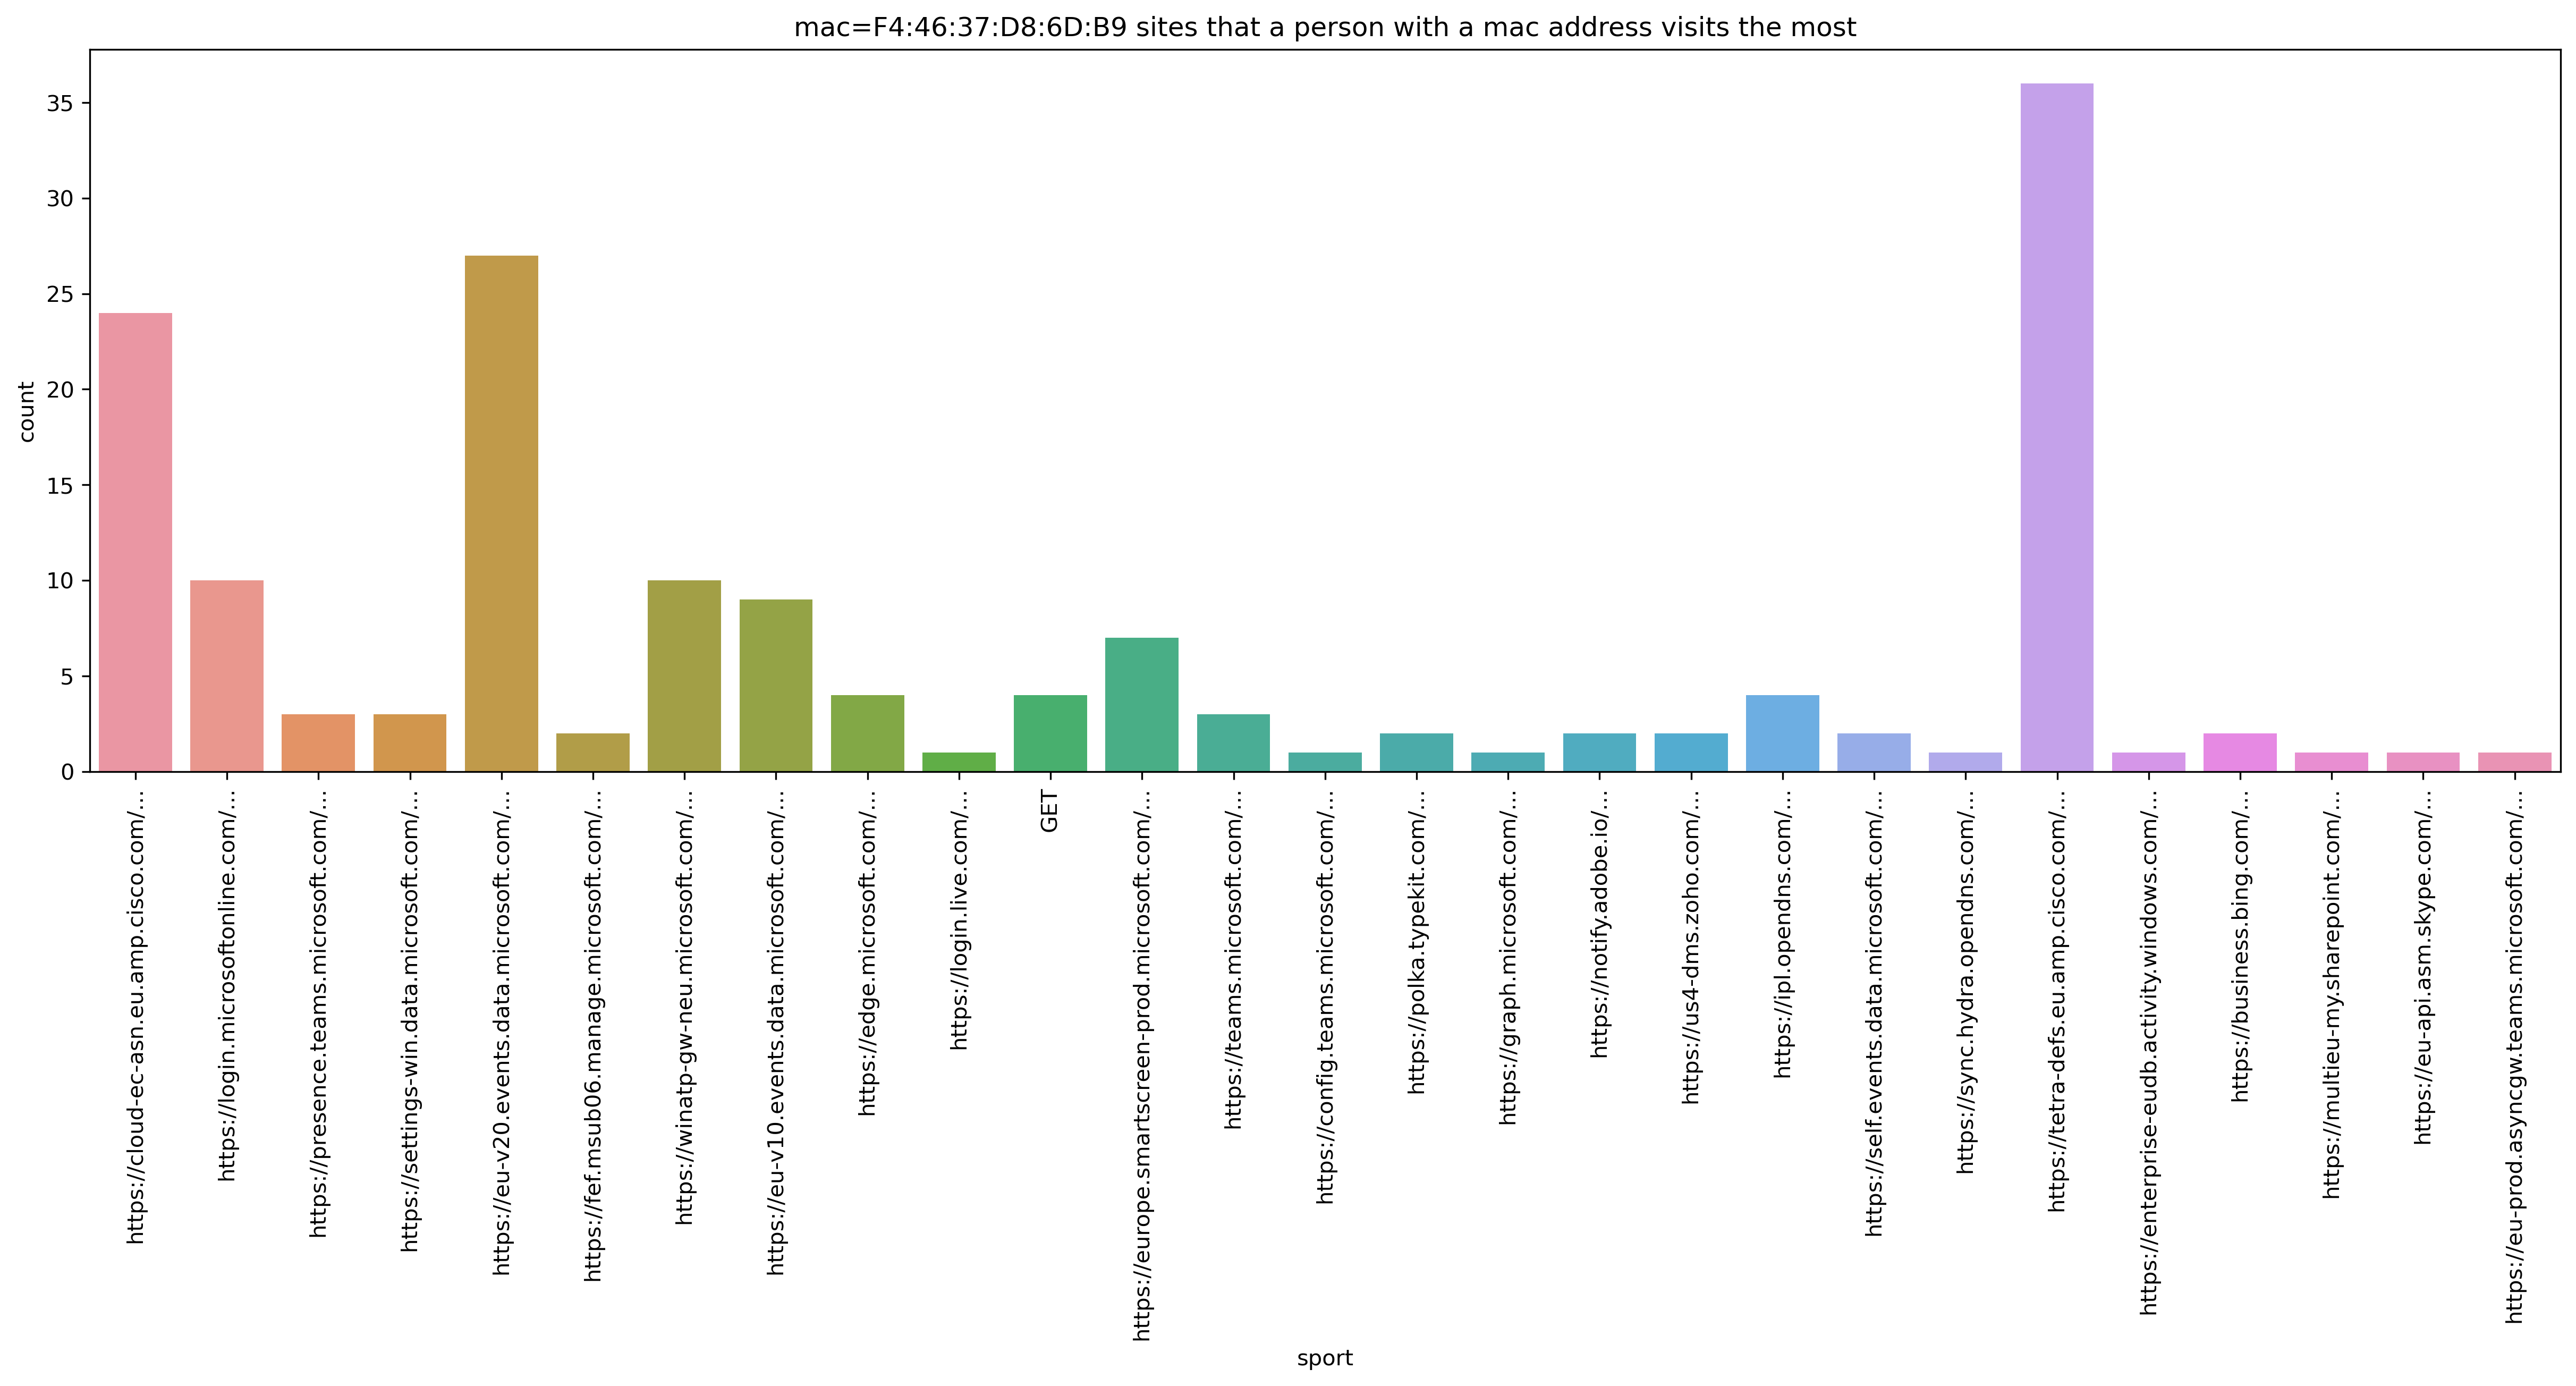 mac=F4:46:37:D8:6D:B9 sites that a person with a mac address visits the most
count
35
30
25
20
15
10
5
0
https://cloud-ec-asn.eu.amp.cisco.com/...
https://login.microsoftonline.com/...
https://presence.teams.microsoft.com/...
https://settings-win.data.microsoft.com/...
https://eu-v20.events.data.microsoft.com/...
https://fef.msub06.manage.microsoft.com/...
https://winatp-gw-neu.microsoft.com/...
https://eu-v10.events.data.microsoft.com/...
https://edge.microsoft.com/...
https://login.live.com/...
GET
https://europe.smartscreen-prod.microsoft.com/...
https://teams.microsoft.com/...
https://config.teams.microsoft.com/...
https://polka.typekit.com/...
https://graph.microsoft.com/...
https://notify.adobe.io/...
https://us4-dms.zoho.com/...
https://ipl.opendns.com/...
https://self.events.data.microsoft.com/...
https://sync.hydra.opendns.com/...
https://tetra-defs.eu.amp.cisco.com/...
https://enterprise-eudb.activity.windows.com/...
https://business.bing.com/...
https://multieu-my.sharepoint.com/...
https://eu-api.asm.skype.com/...
https://eu-prod.asyncgw.teams.microsoft.com/...
sport